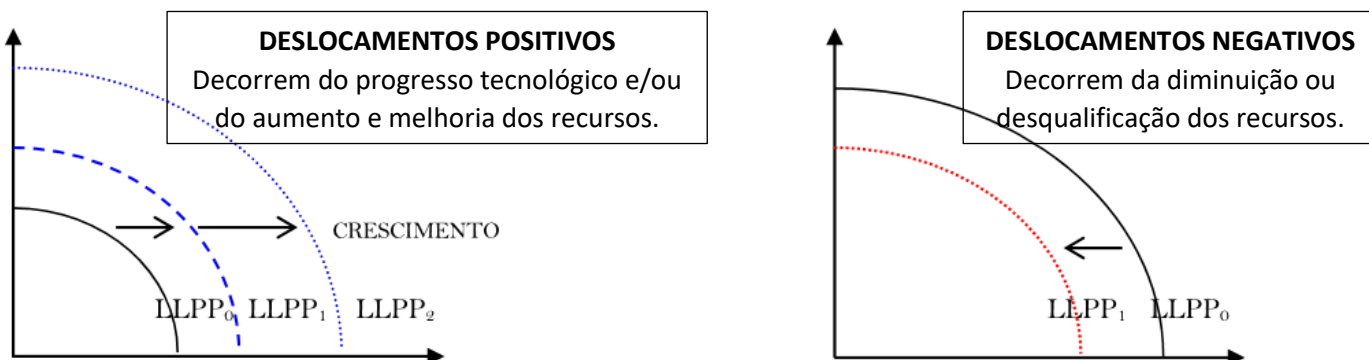 DESLOCAMENTOS POSITIVOS
Decorrem do progresso tecnológico e/ou
do aumento e melhoria dos recursos.
CRESCIMENTO
LLPP₀ LLPP₁ LLPP₂
DESLOCAMENTOS NEGATIVOS
Decorrem da diminuição ou
desqualificação dos recursos.
LLPP₁ LLPP₀